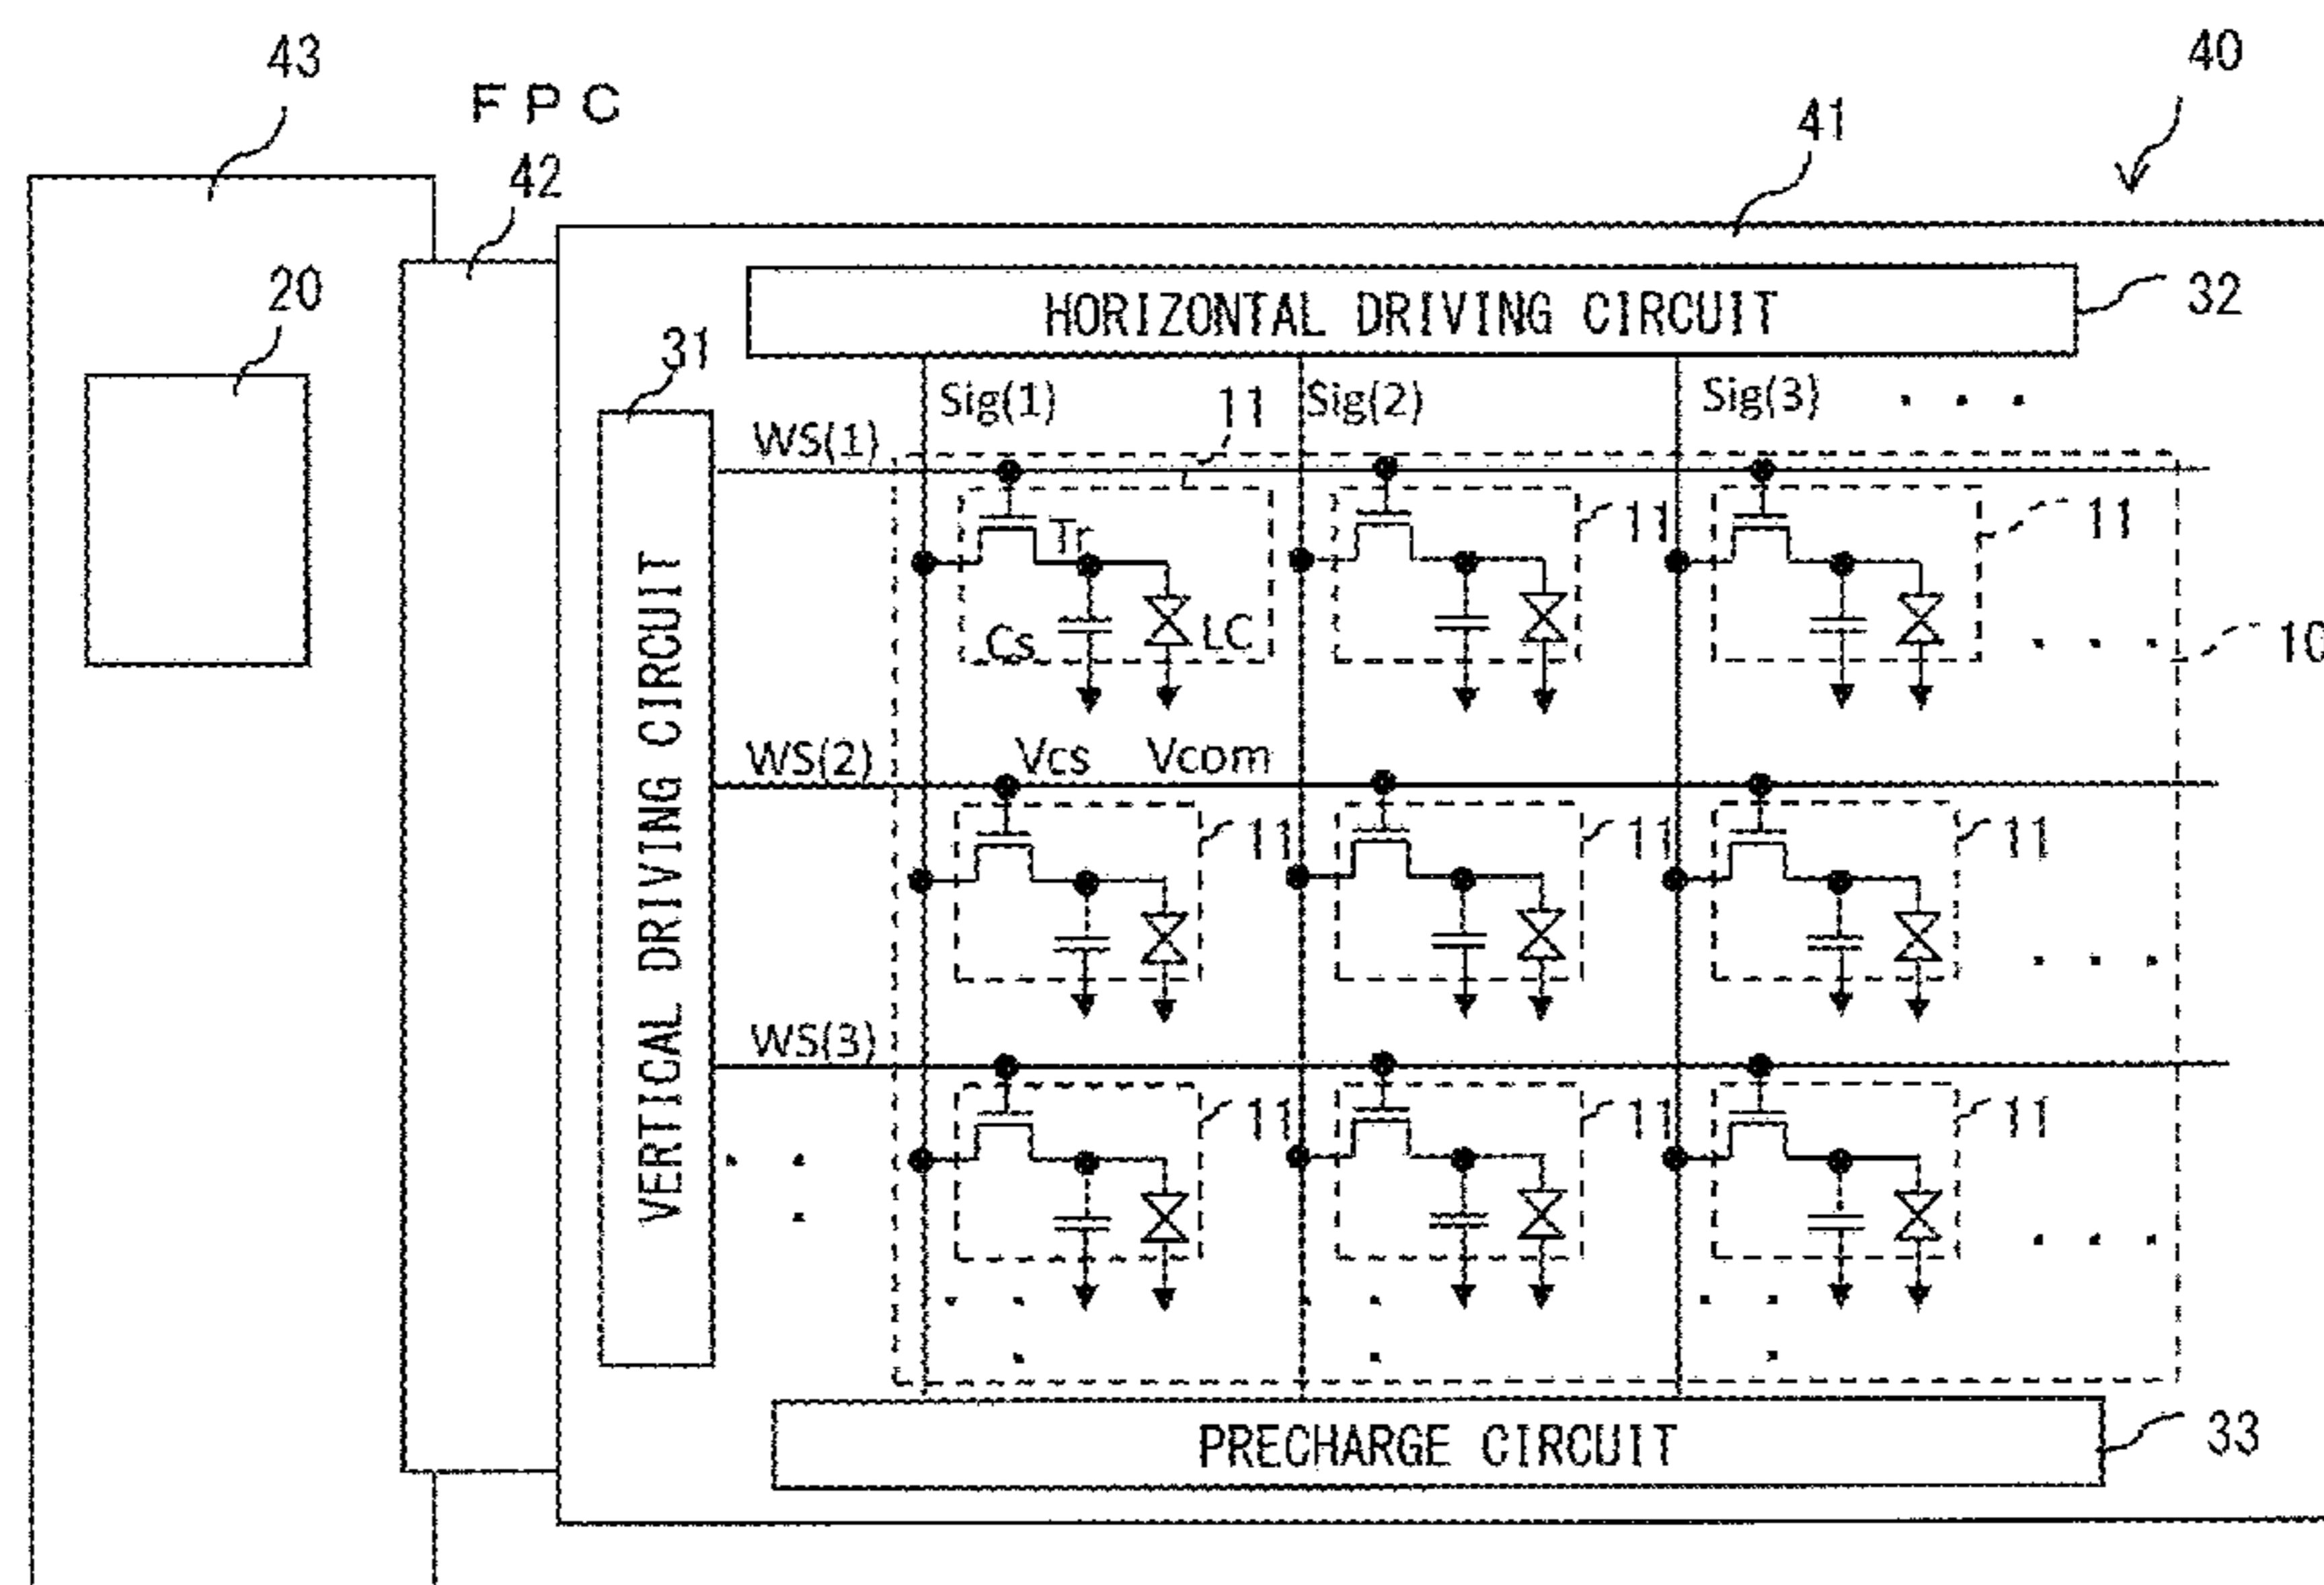 43
FPC
42
41
40
20
HORIZONTAL DRIVING CIRCUIT
32
31
Sig(1)
11
Sig(2)
Sig(3)
WS(1)
Tr
11
11
Cs
LC
10
VERTICAL DRIVING CIRCUIT
WS(2)
Vcs
Vcom
11
11
11
WS(3)
11
11
11
PRECHARGE CIRCUIT
33